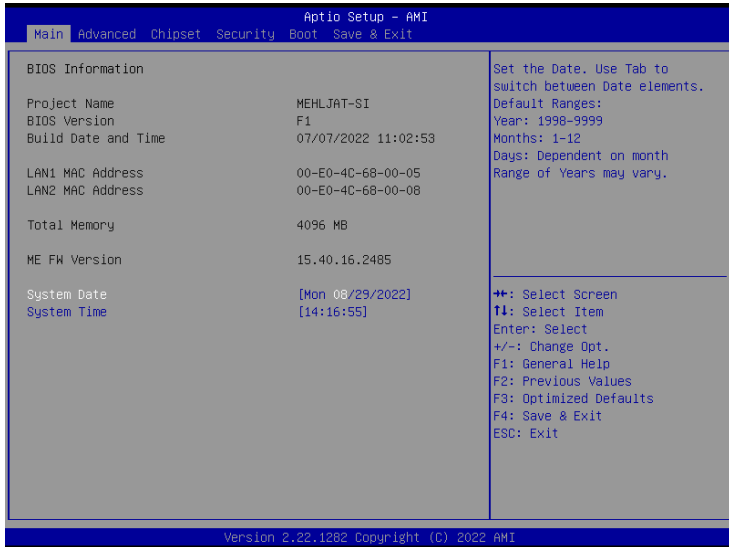 Aptio Setup – AMI
Main Advanced Chipset Security Boot Save & Exit
BIOS Information
Project Name MEHLJAT-SI
BIOS Version F1
Build Date and Time 07/07/2022 11:02:53
LAN1 MAC Address 00-E0-4C-68-00-05
LAN2 MAC Address 00-E0-4C-68-00-08
Total Memory 4096 MB
ME FW Version 15.40.16.2485
System Date [Mon 08/29/2022]
System Time [14:16:55]
Set the Date. Use Tab to
switch between Date elements.
Default Ranges:
Year: 1998-9999
Months: 1-12
Days: Dependent on month
Range of Years may vary.
→←: Select Screen
↑↓: Select Item
Enter: Select
+/-: Change Opt.
F1: General Help
F2: Previous Values
F3: Optimized Defaults
F4: Save & Exit
ESC: Exit
Version 2.22.1282 Copyright (C) 2022 AMI